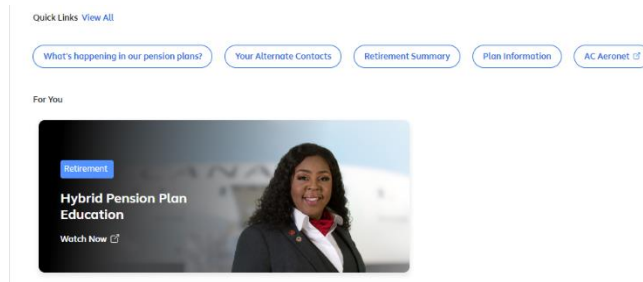 Quick Links View All
What's happening in our pension plans?
Your Alternate Contacts
Retirement Summary
Plan Information
AC Aeronet
For You
Retirement
Hybrid Pension Plan
Education
Watch Now